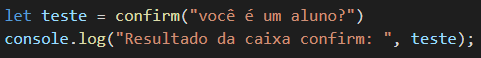 let teste = confirm("você é um aluno?")
console.log("Resultado da caixa confirm: ", teste);